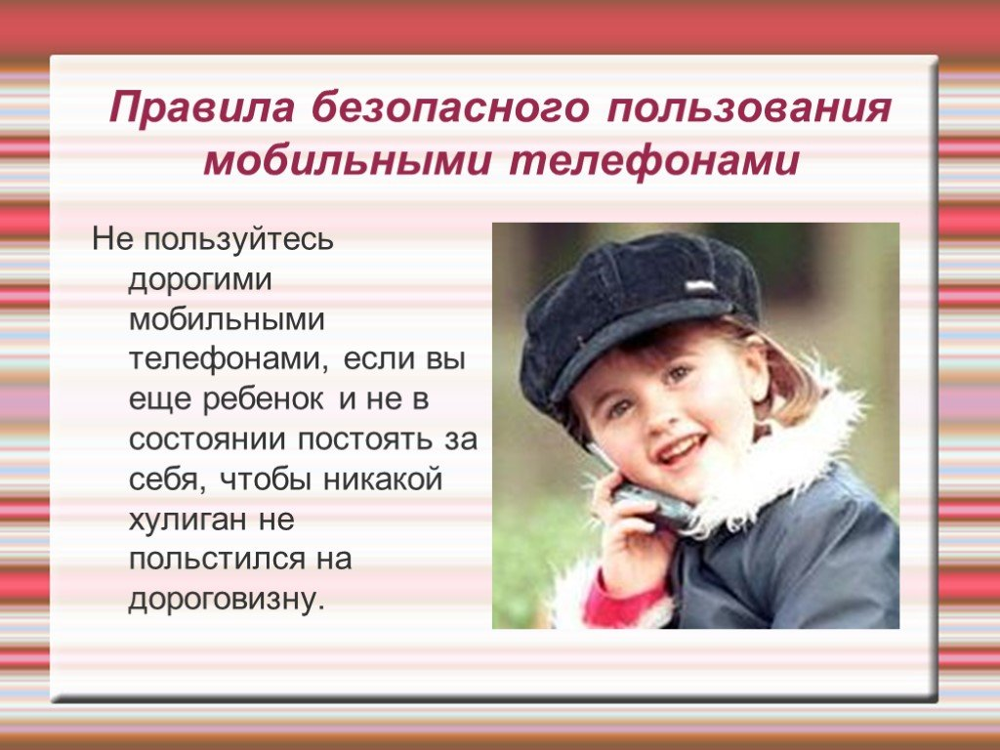 Правила безопасного пользования
мобильными телефонами
Не пользуйтесь
дорогими
мобильными
телефонами, если вы
еще ребенок и не в
состоянии постоять за
себя, чтобы никакой
хулиган не
польстился на
дороговизну.